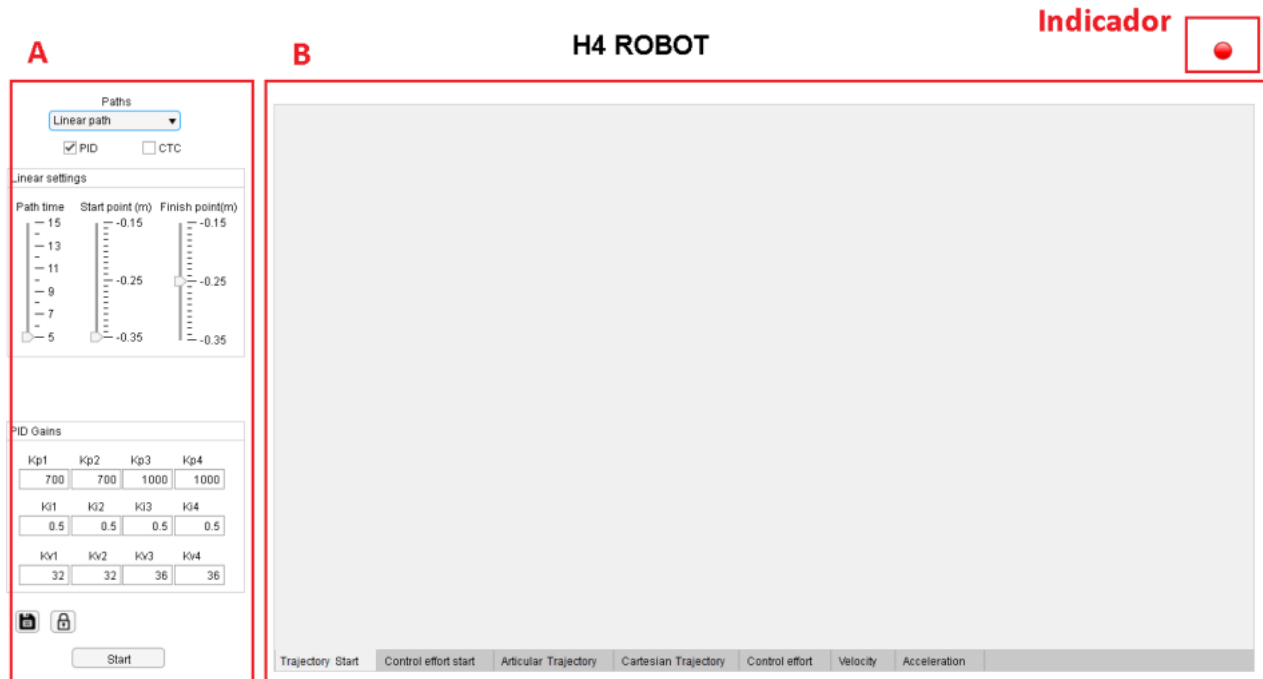 Indicador
H4 ROBOT
A
B
Paths
Linear path
PID CTC
Linear settings
Path time Start point (m) Finish point(m)
15 -0.15 -0.15
13
11
-0.25 -0.25
9
7
5 -0.35 -0.35
PID Gains
Kp1 Kp2 Kp3 Kp4
700 700 1000 1000
Ki1 Ki2 Ki3 Ki4
0.5 0.5 0.5 0.5
Kv1 Kv2 Kv3 Kv4
32 32 36 36
Start
Trajectory Start Control effort start Articular Trajectory Cartesian Trajectory Control effort Velocity Acceleration